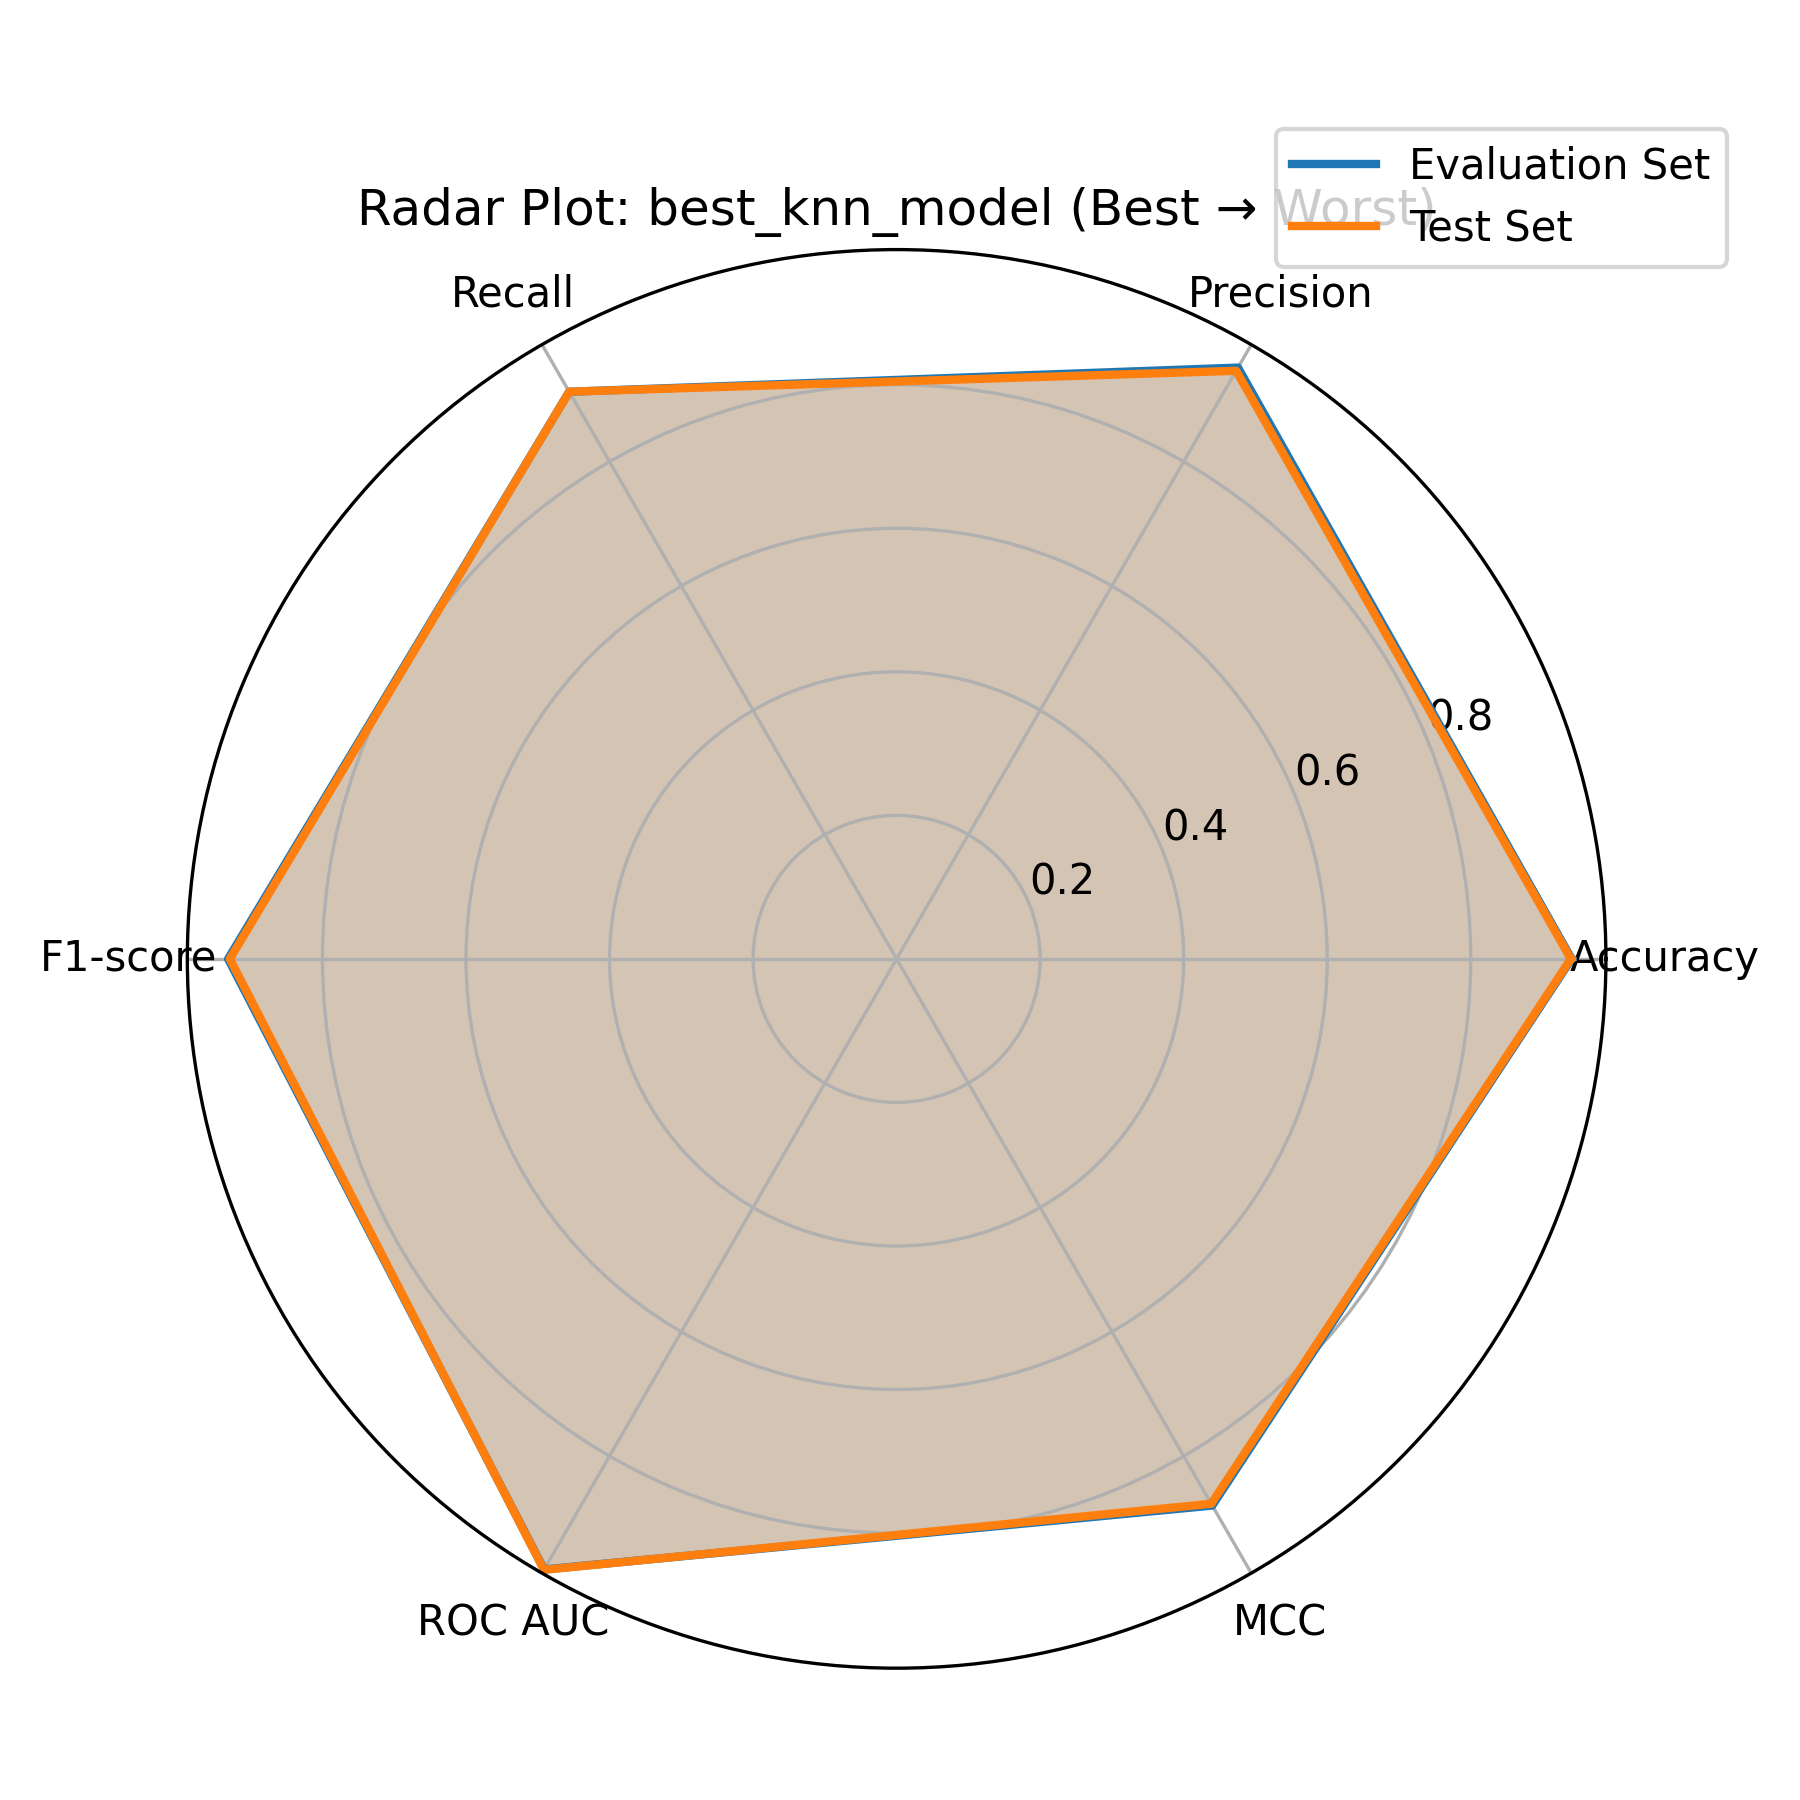 Evaluation Set
Test Set
Radar Plot: best_knn_model (Best → Worst)
Recall
Precision
0.8
0.6
0.4
0.2
F1-score
Accuracy
ROC AUC
MCC